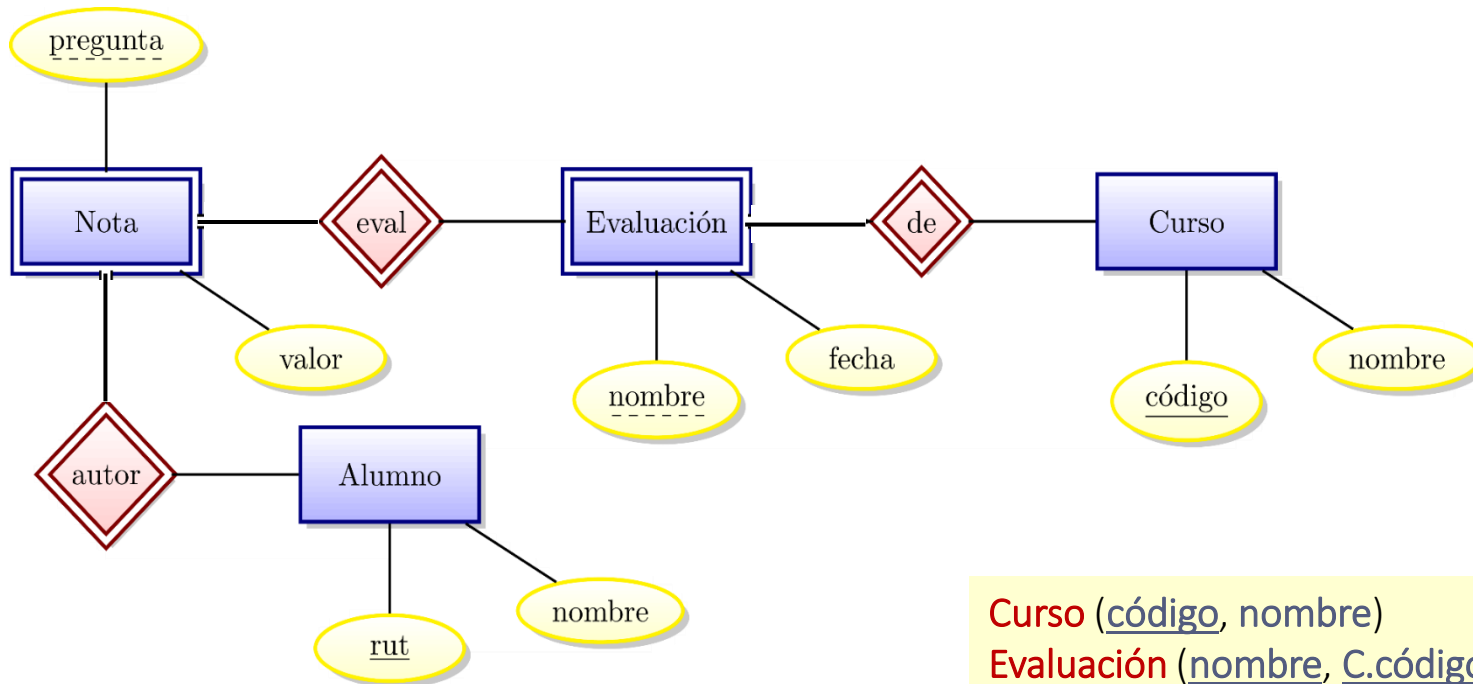 pregunta
Nota
eval
Evaluación
de
Curso
valor
nombre
fecha
código
nombre
autor
Alumno
rut
nombre
Curso (código, nombre)
Evaluación (nombre, C.código